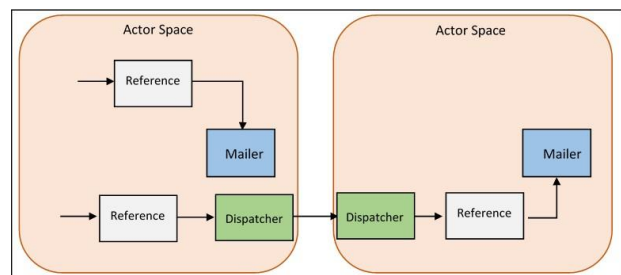 Actor Space
Reference
Mailer
Reference
Dispatcher
Actor Space
Mailer
Dispatcher
Reference